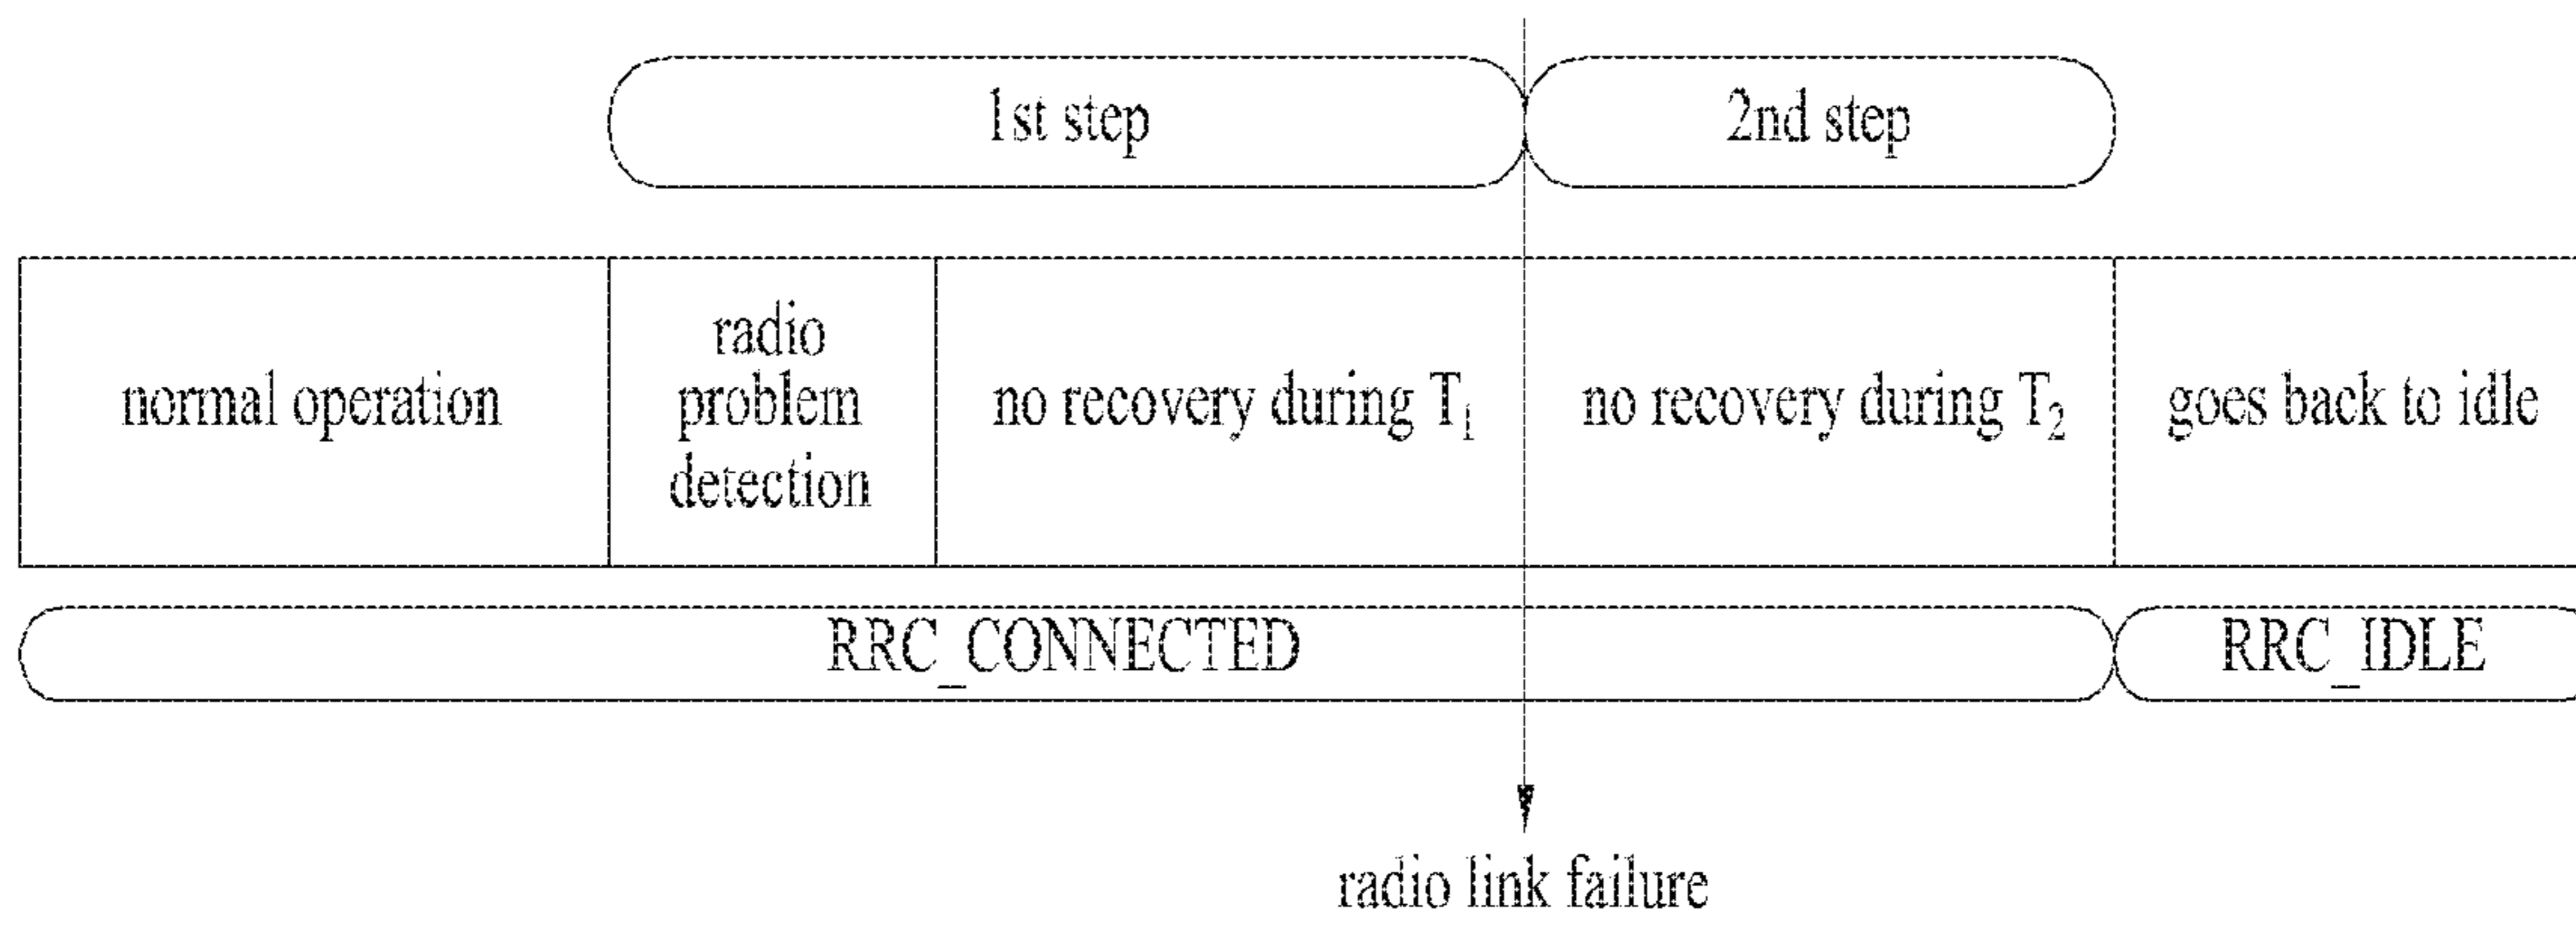 1st step
2nd step
normal operation
radio
problem
detection
no recovery during T₁
no recovery during T₂
goes back to idle
RRC_CONNECTED
RRC_IDLE
radio link failure